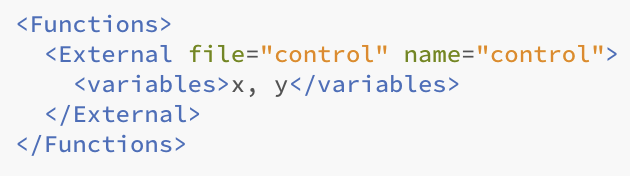 <Functions>
<External file="control" name="control">
<variables>x, y</variables>
</External>
</Functions>